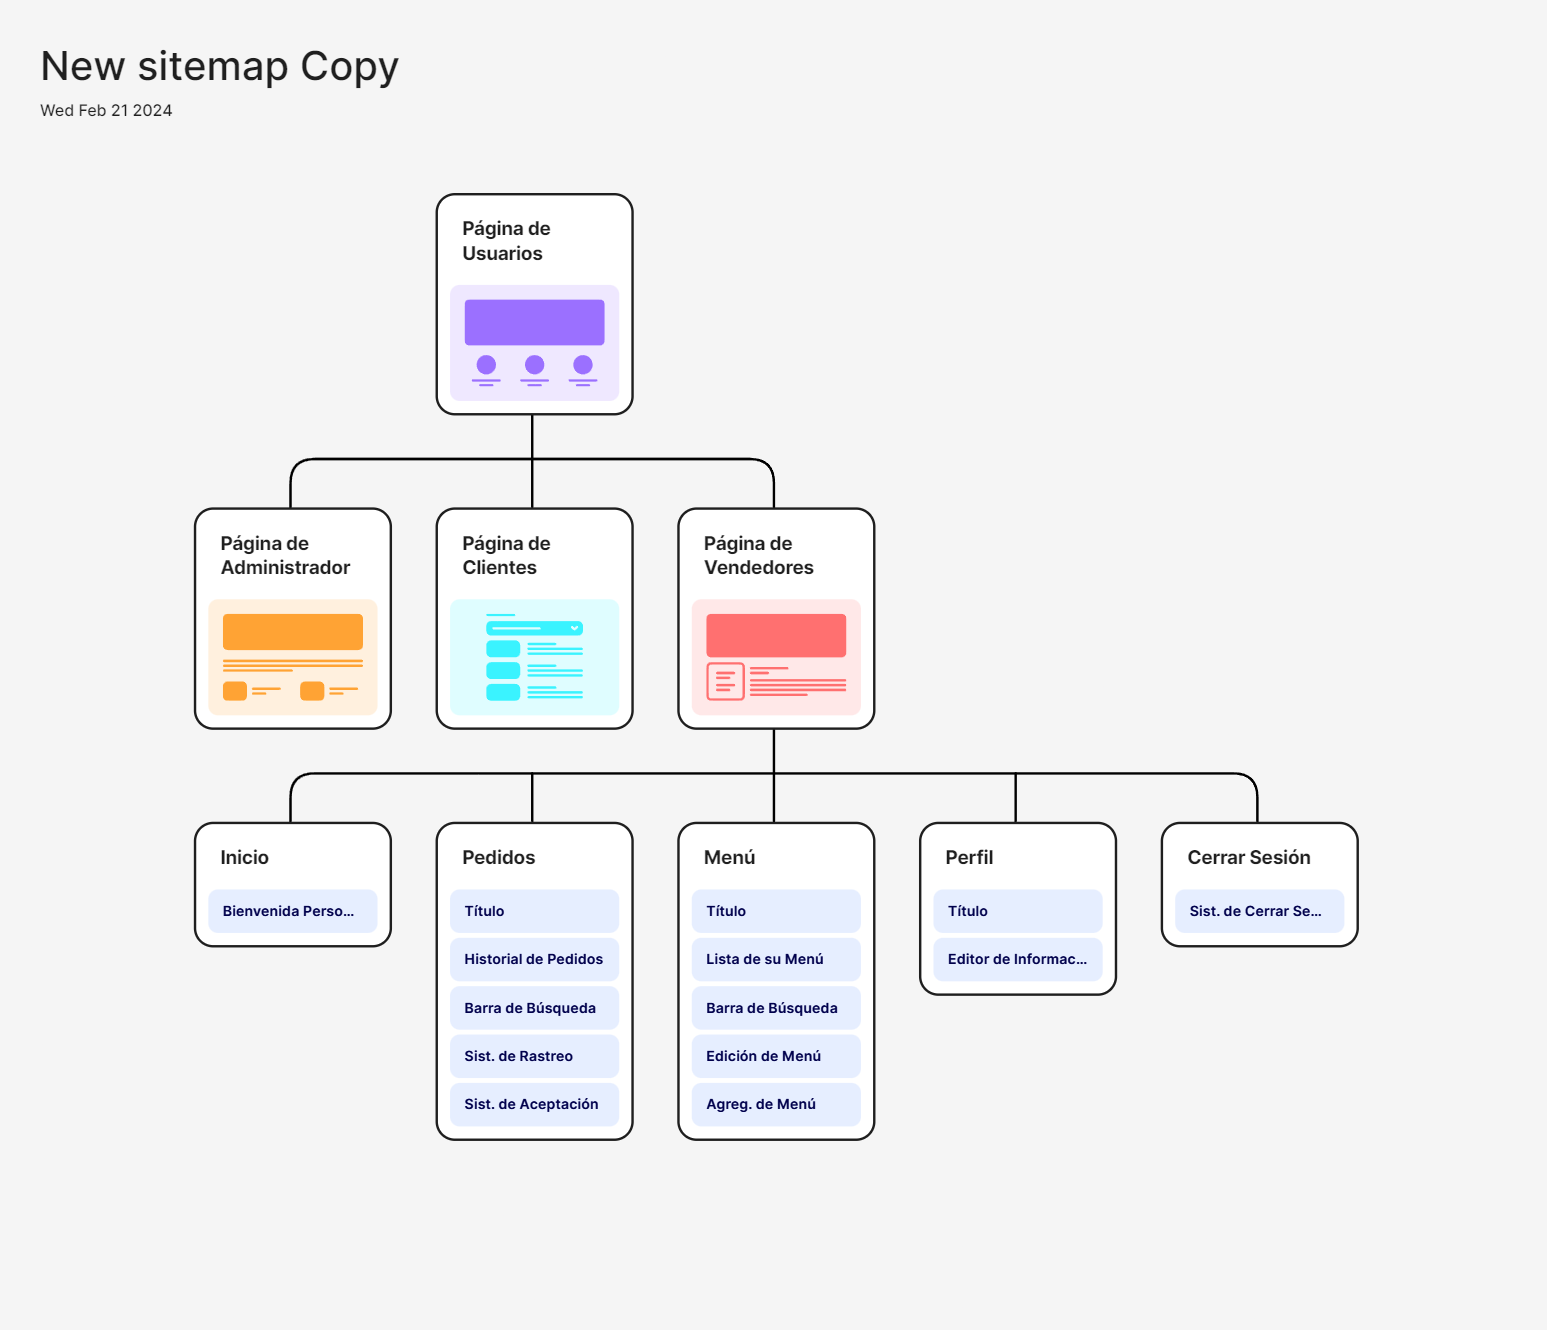 New sitemap Copy
Wed Feb 21 2024
Página de
Usuarios
Página de
Administrador
Página de
Clientes
Página de
Vendedores
Inicio
Bienvenida Perso...
Pedidos
Título
Historial de Pedidos
Barra de Búsqueda
Sist. de Rastreo
Sist. de Aceptación
Menú
Título
Lista de su Menú
Barra de Búsqueda
Edición de Menú
Agreg. de Menú
Perfil
Título
Editor de Informac...
Cerrar Sesión
Sist. de Cerrar Se...